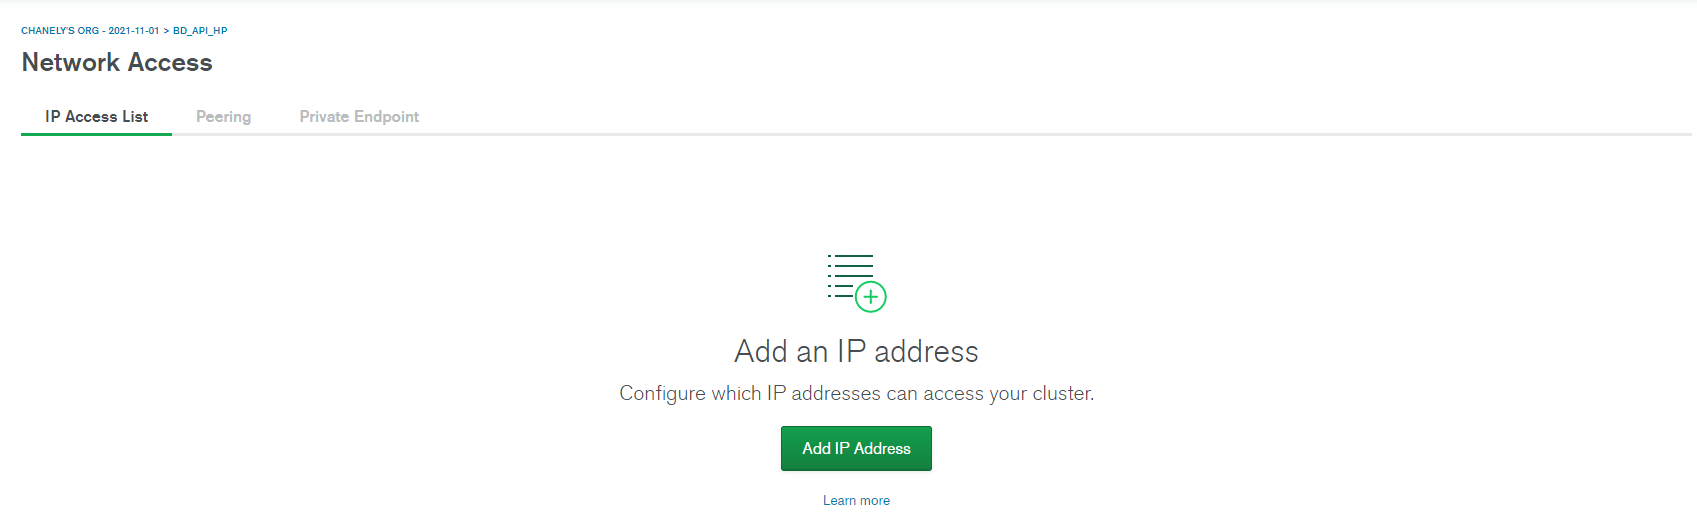 CHANELY'S ORG - 2021-11-01 > BD_API_HP
Network Access
IP Access List Peering Private Endpoint
Add an IP address
Configure which IP addresses can access your cluster.
Add IP Address
Learn more